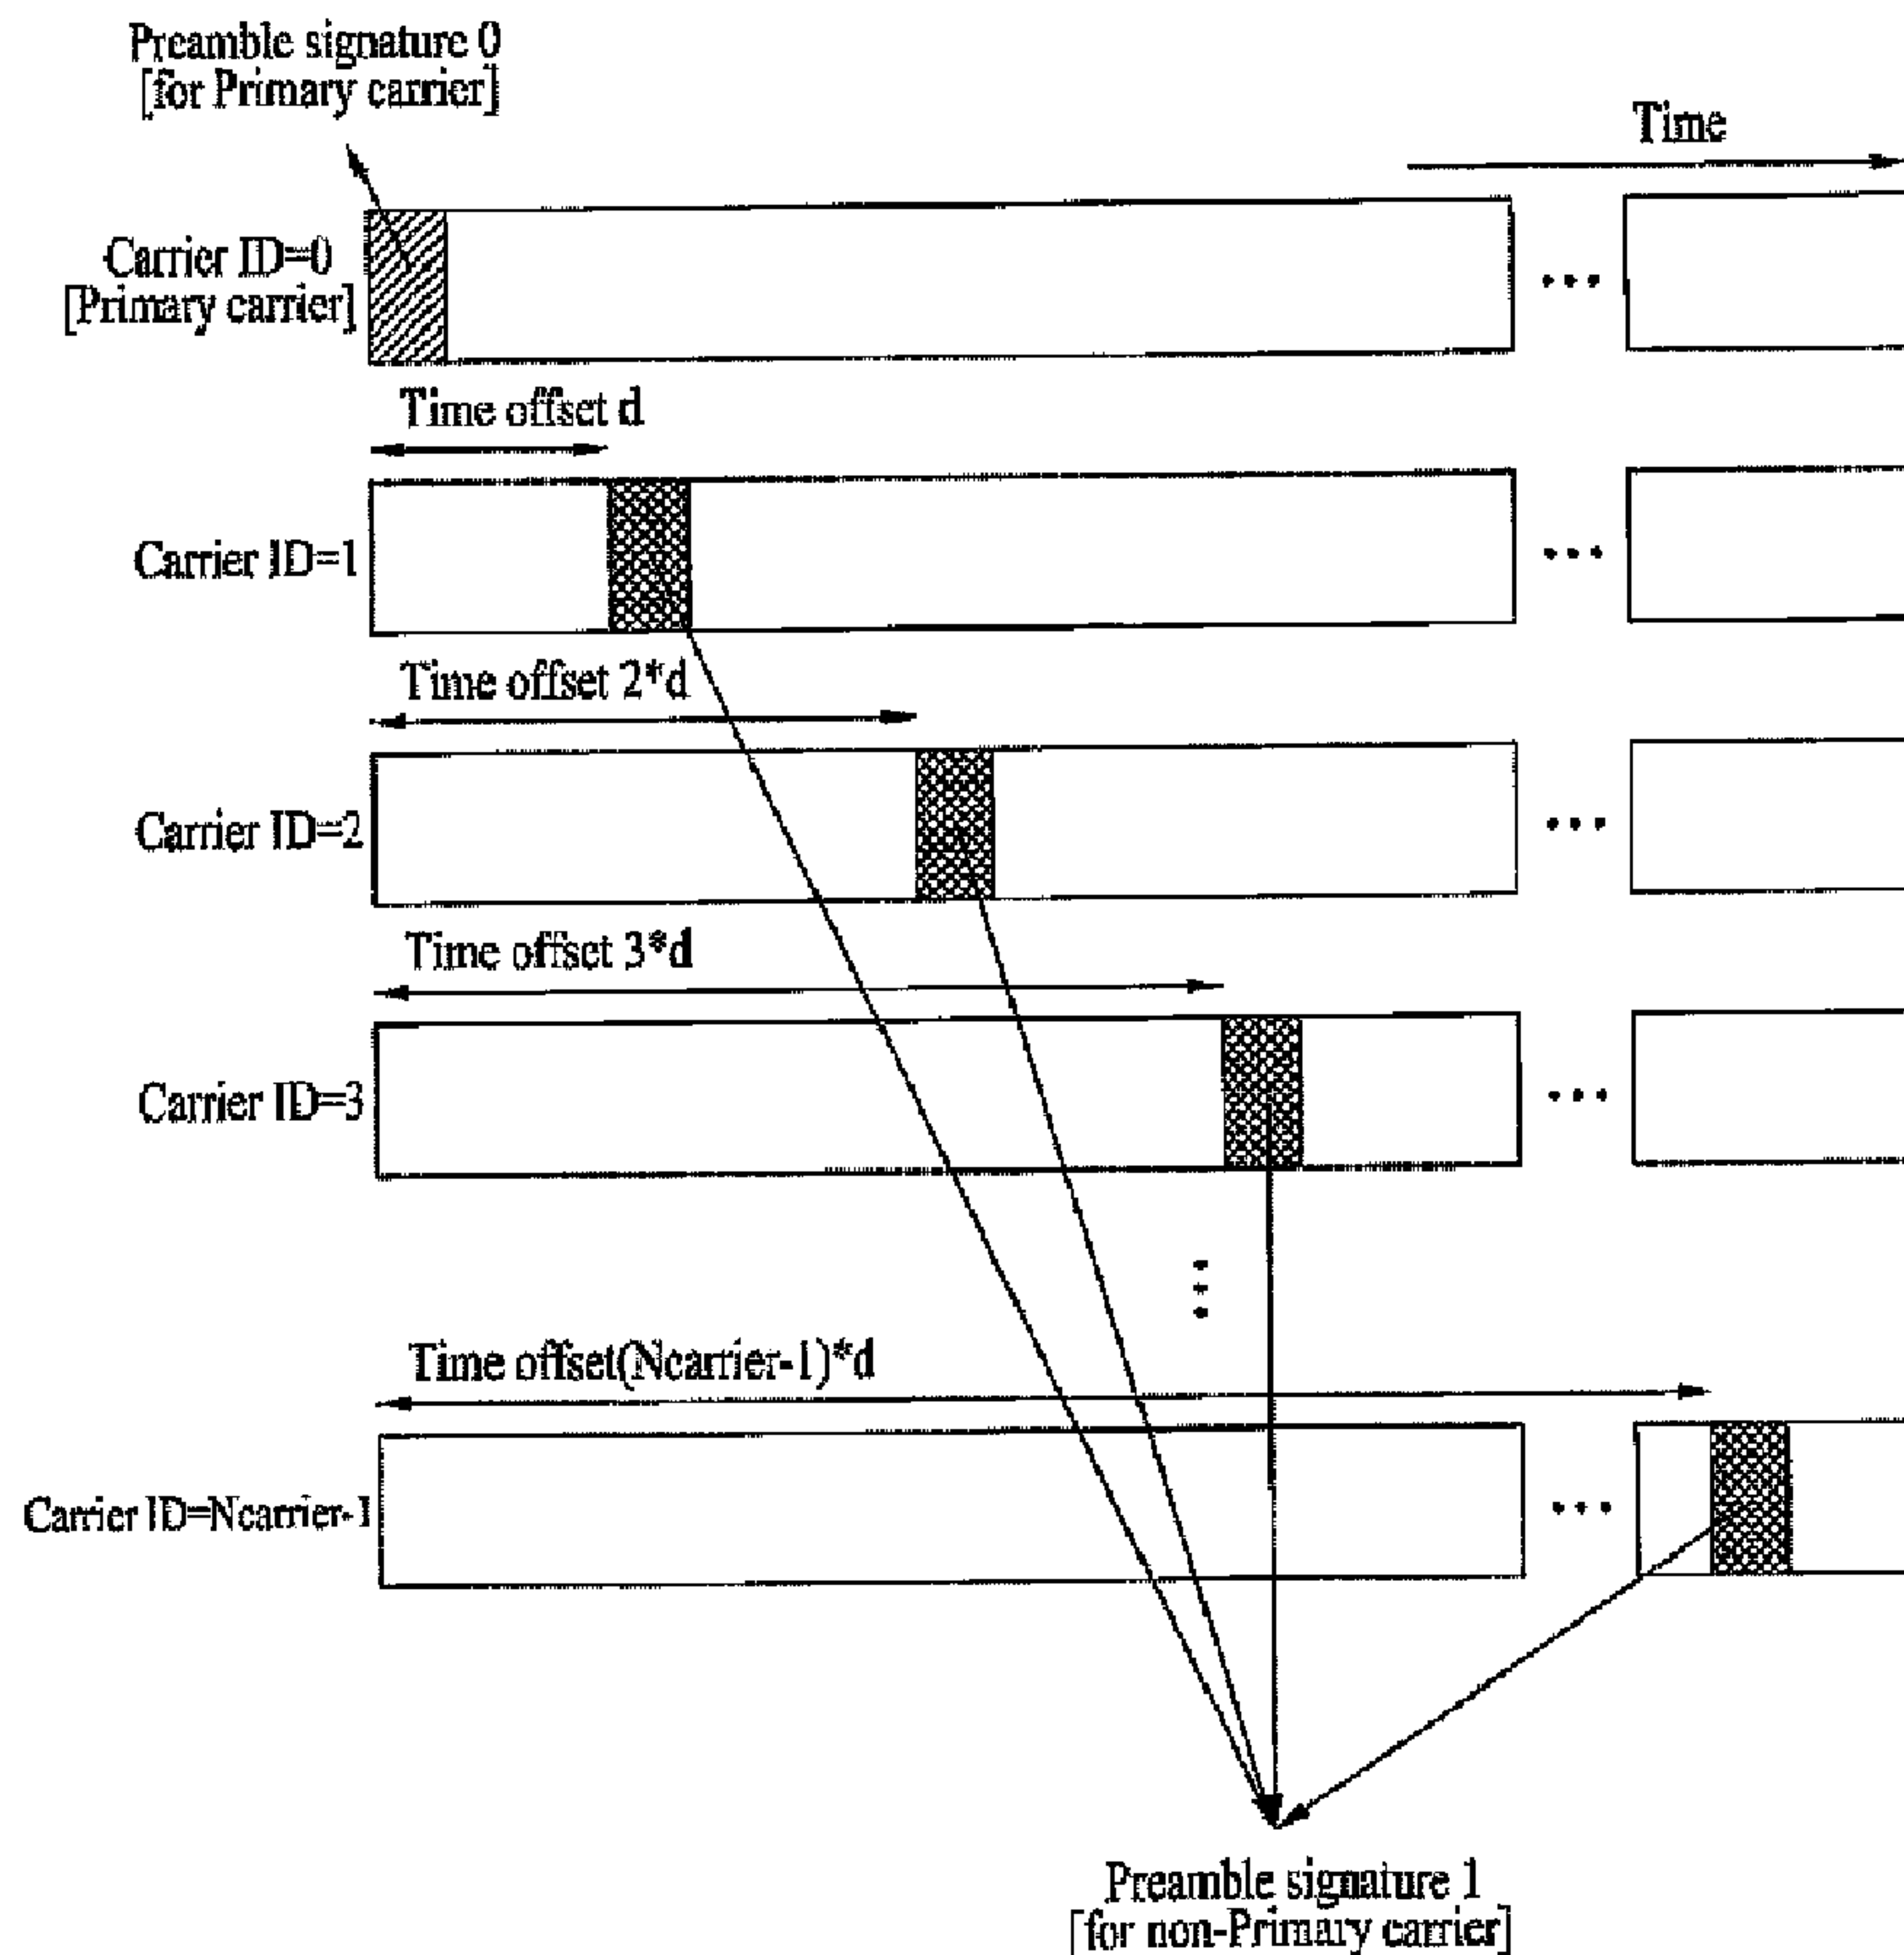 Preamble signature 0
[for Primary carrier]
Time
Carrier ID=0
[Primary carrier]
Time offset d
Carrier ID=1
Time offset 2*d
Carrier ID=2
Time offset 3*d
Carrier ID=3
Time offset(Ncarrier-1)*d
Carrier ID=Ncarrier-1
Preamble signature 1
[for non-Primary carrier]